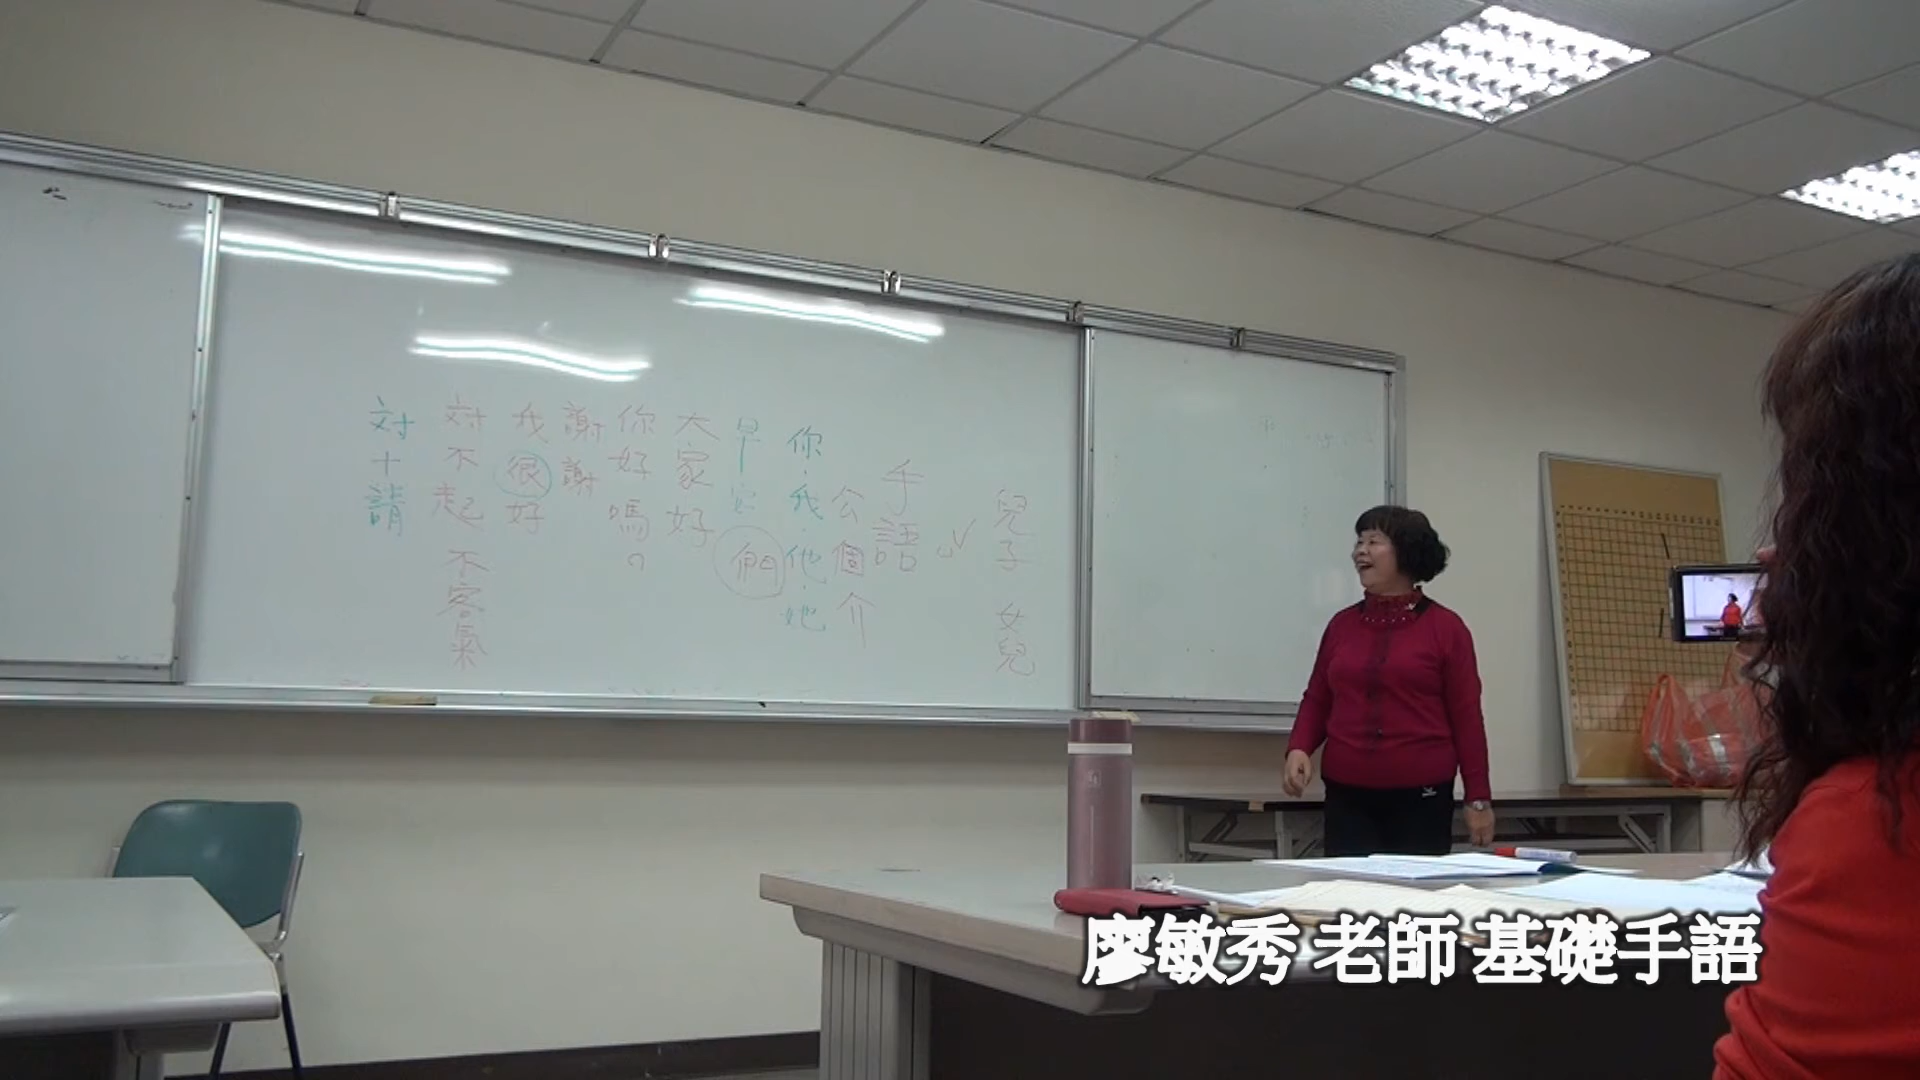 兒子 女兒
手語
公個介
你.我.他.她
們
早安
大家好
你好嗎?
謝謝
我很好
対不起 不客氣
対十請
廖敏秀 老師 基礎手語